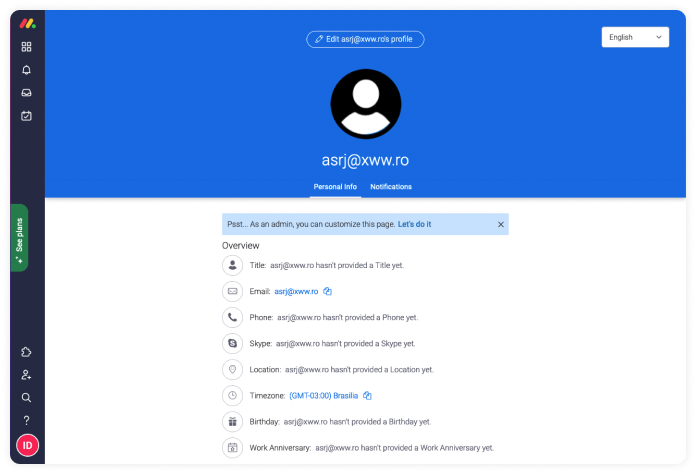 Edit asrj@xww.ro's profile
English
asrj@xww.ro
Personal Info Notifications
See plans
Psst... As an admin, you can customize this page. Let's do it
Overview
Title: asrj@xww.ro hasn't provided a Title yet.
Email: asrj@xww.ro
Phone: asrj@xww.ro hasn't provided a Phone yet.
Skype: asrj@xww.ro hasn't provided a Skype yet.
Location: asrj@xww.ro hasn't provided a Location yet.
Timezone: (GMT-03:00) Brasilia
Birthday: asrj@xww.ro hasn't provided a Birthday yet.
Work Anniversary: asrj@xww.ro hasn't provided a Work Anniversary yet.
ID